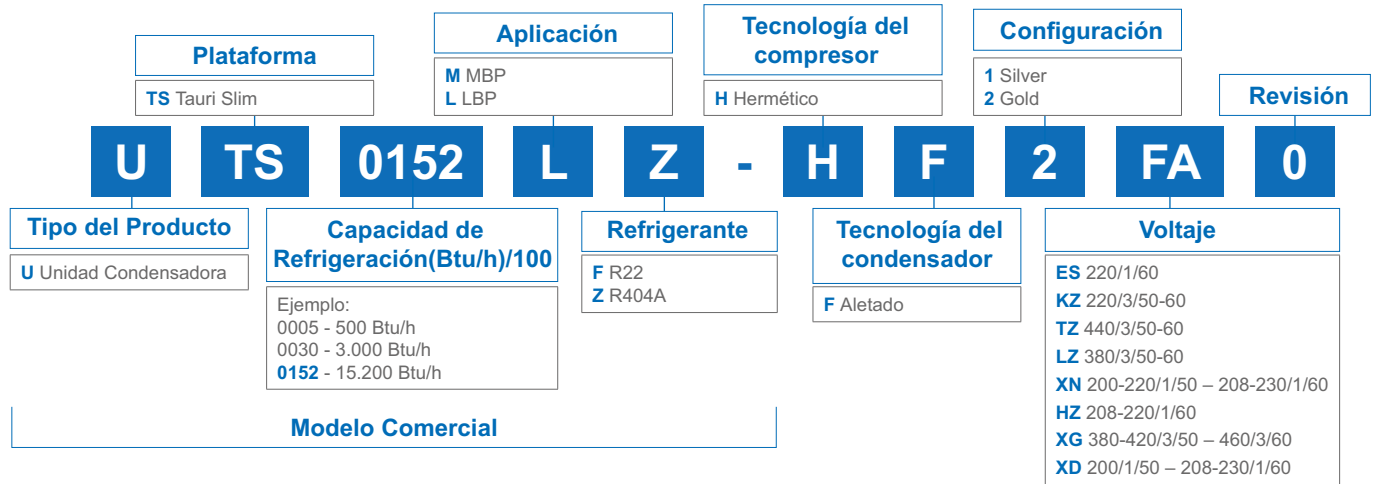 Plataforma
TS Tauri Slim
Aplicación
M MBP
L LBP
Tecnología del
compresor
H Hermético
Configuración
1 Silver
2 Gold
Revisión
U TS 0152 L Z - H F 2 FA 0
Tipo del Producto
U Unidad Condensadora
Capacidad de
Refrigeración(Btu/h)/100
Ejemplo:
0005 - 500 Btu/h
0030 - 3.000 Btu/h
0152 - 15.200 Btu/h
Refrigerante
F R22
Z R404A
Tecnología del
condensador
F Aletado
Voltaje
ES 220/1/60
KZ 220/3/50-60
TZ 440/3/50-60
LZ 380/3/50-60
XN 200-220/1/50 – 208-230/1/60
HZ 208-220/1/60
XG 380-420/3/50 – 460/3/60
XD 200/1/50 – 208-230/1/60
Modelo Comercial